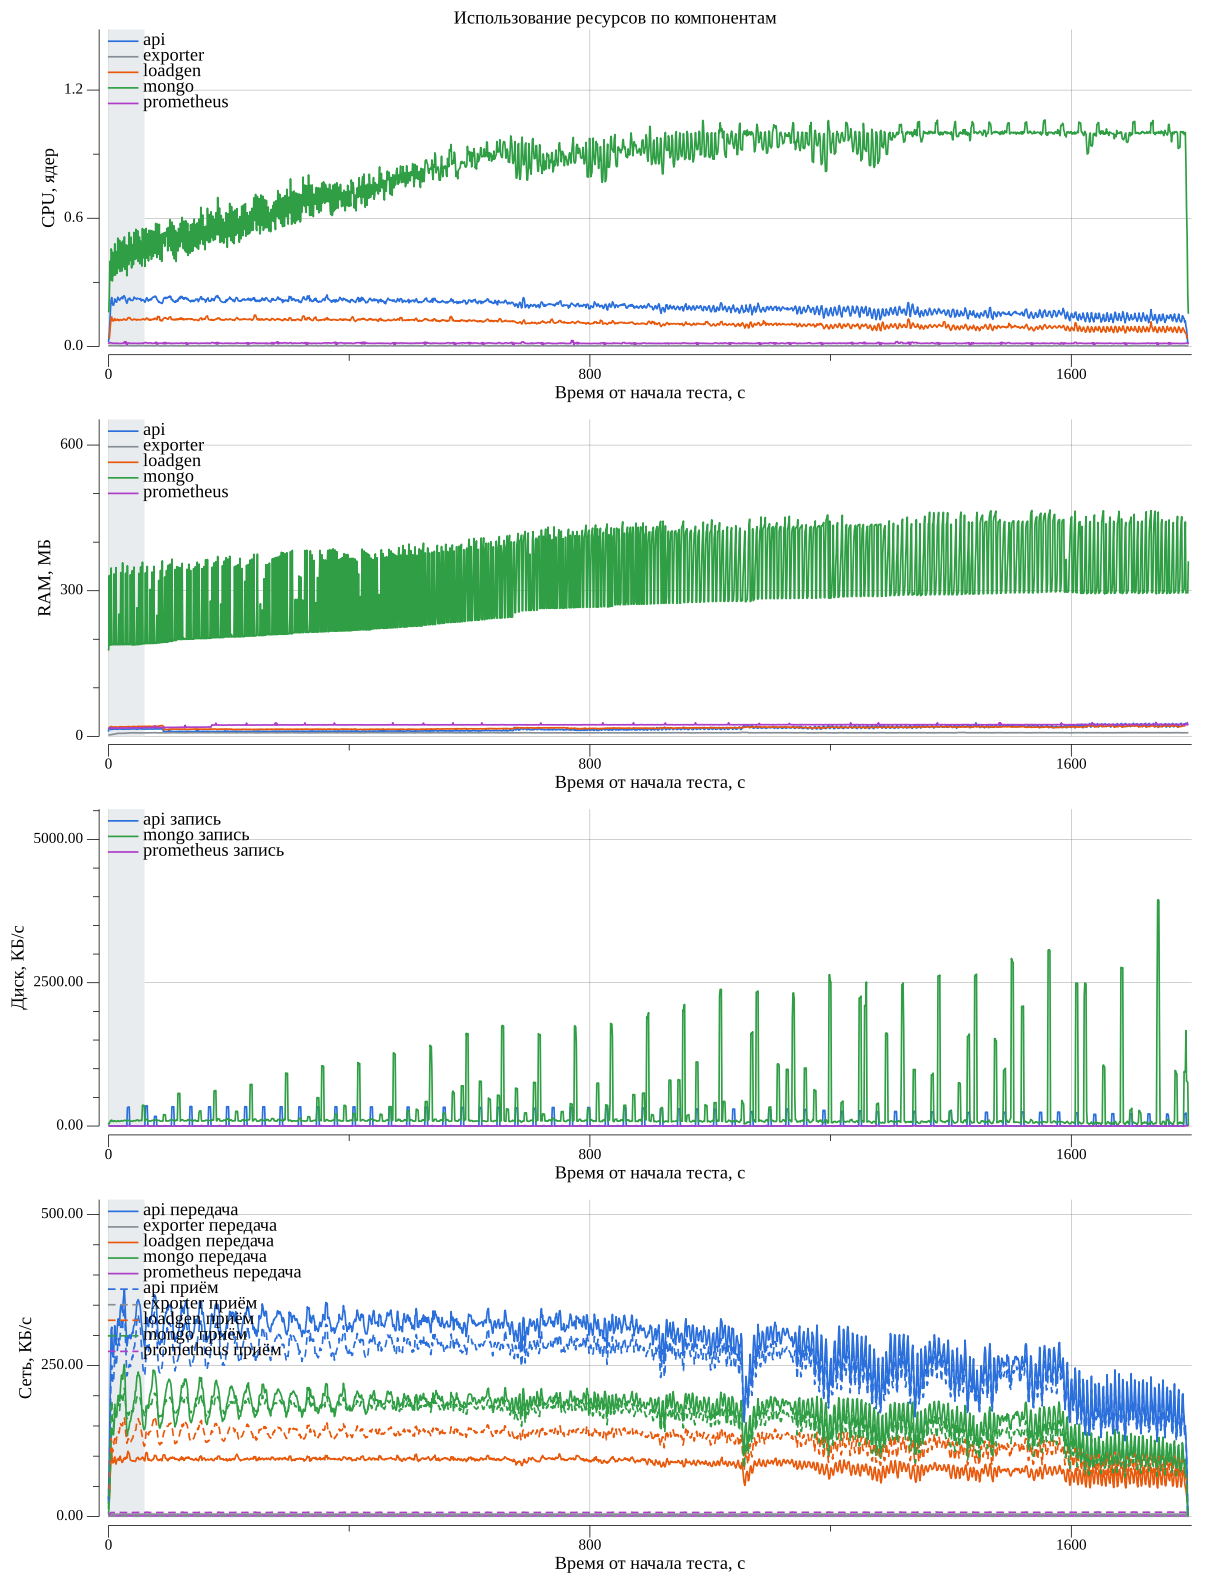 Использование ресурсов по компонентам
api
exporter
loadgen
mongo
prometheus
1.2
0.6
0.0
CPU, ядер
0
800
1600
Время от начала теста, с
api
exporter
loadgen
mongo
prometheus
600
300
0
RAM, МБ
0
800
1600
Время от начала теста, с
api запись
mongo запись
prometheus запись
5000.00
2500.00
0.00
Диск, КБ/с
0
800
1600
Время от начала теста, с
api передача
exporter передача
loadgen передача
mongo передача
prometheus передача
api приём
exporter приём
loadgen приём
mongo приём
prometheus приём
500.00
250.00
0.00
Сеть, КБ/с
0
800
1600
Время от начала теста, с